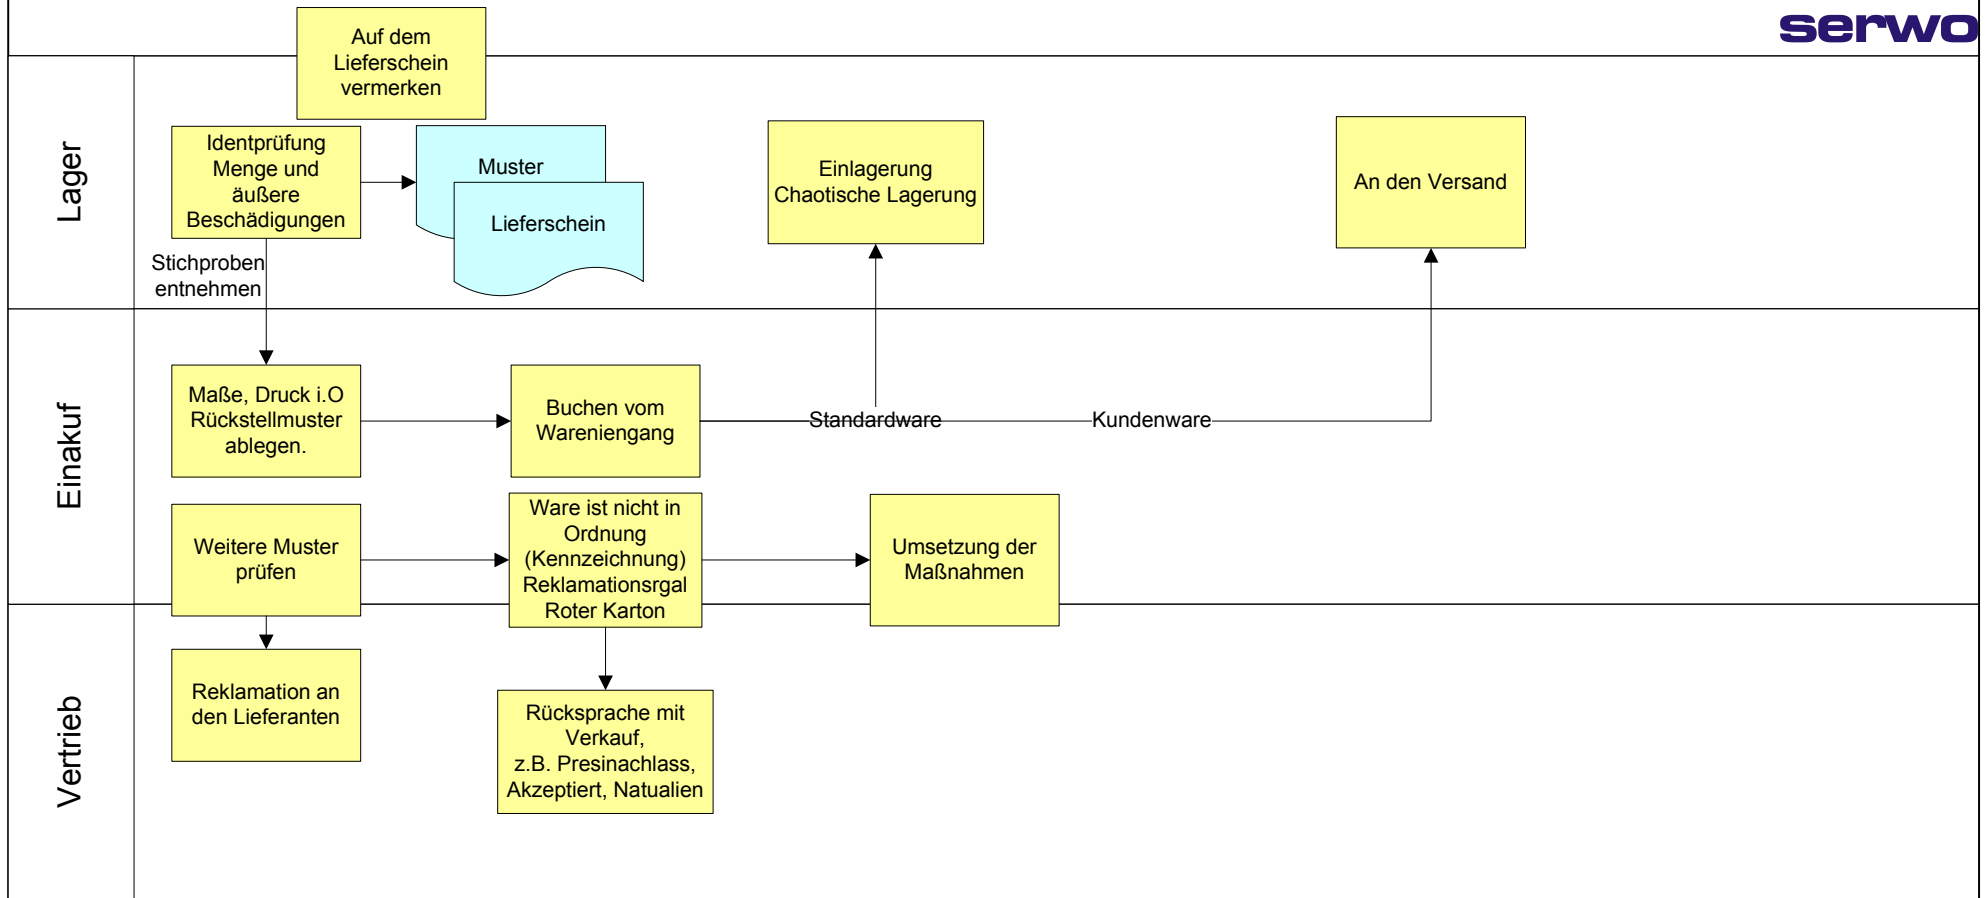 serwo
Auf dem
Lieferschein
vermerken
Lager
Identprüfung
Menge und
äußere
Beschädigungen
Muster
Lieferschein
Einlagerung
Chaotische Lagerung
An den Versand
Stichproben
entnehmen
Einakuf
Maße, Druck i.O
Rückstellmuster
ablegen.
Buchen vom
Wareniengang
Standardware
Kundenware
Weitere Muster
prüfen
Ware ist nicht in
Ordnung
(Kennzeichnung)
Reklamationsrgal
Roter Karton
Umsetzung der
Maßnahmen
Vertrieb
Reklamation an
den Lieferanten
Rücksprache mit
Verkauf,
z.B. Presinachlass,
Akzeptiert, Natualien